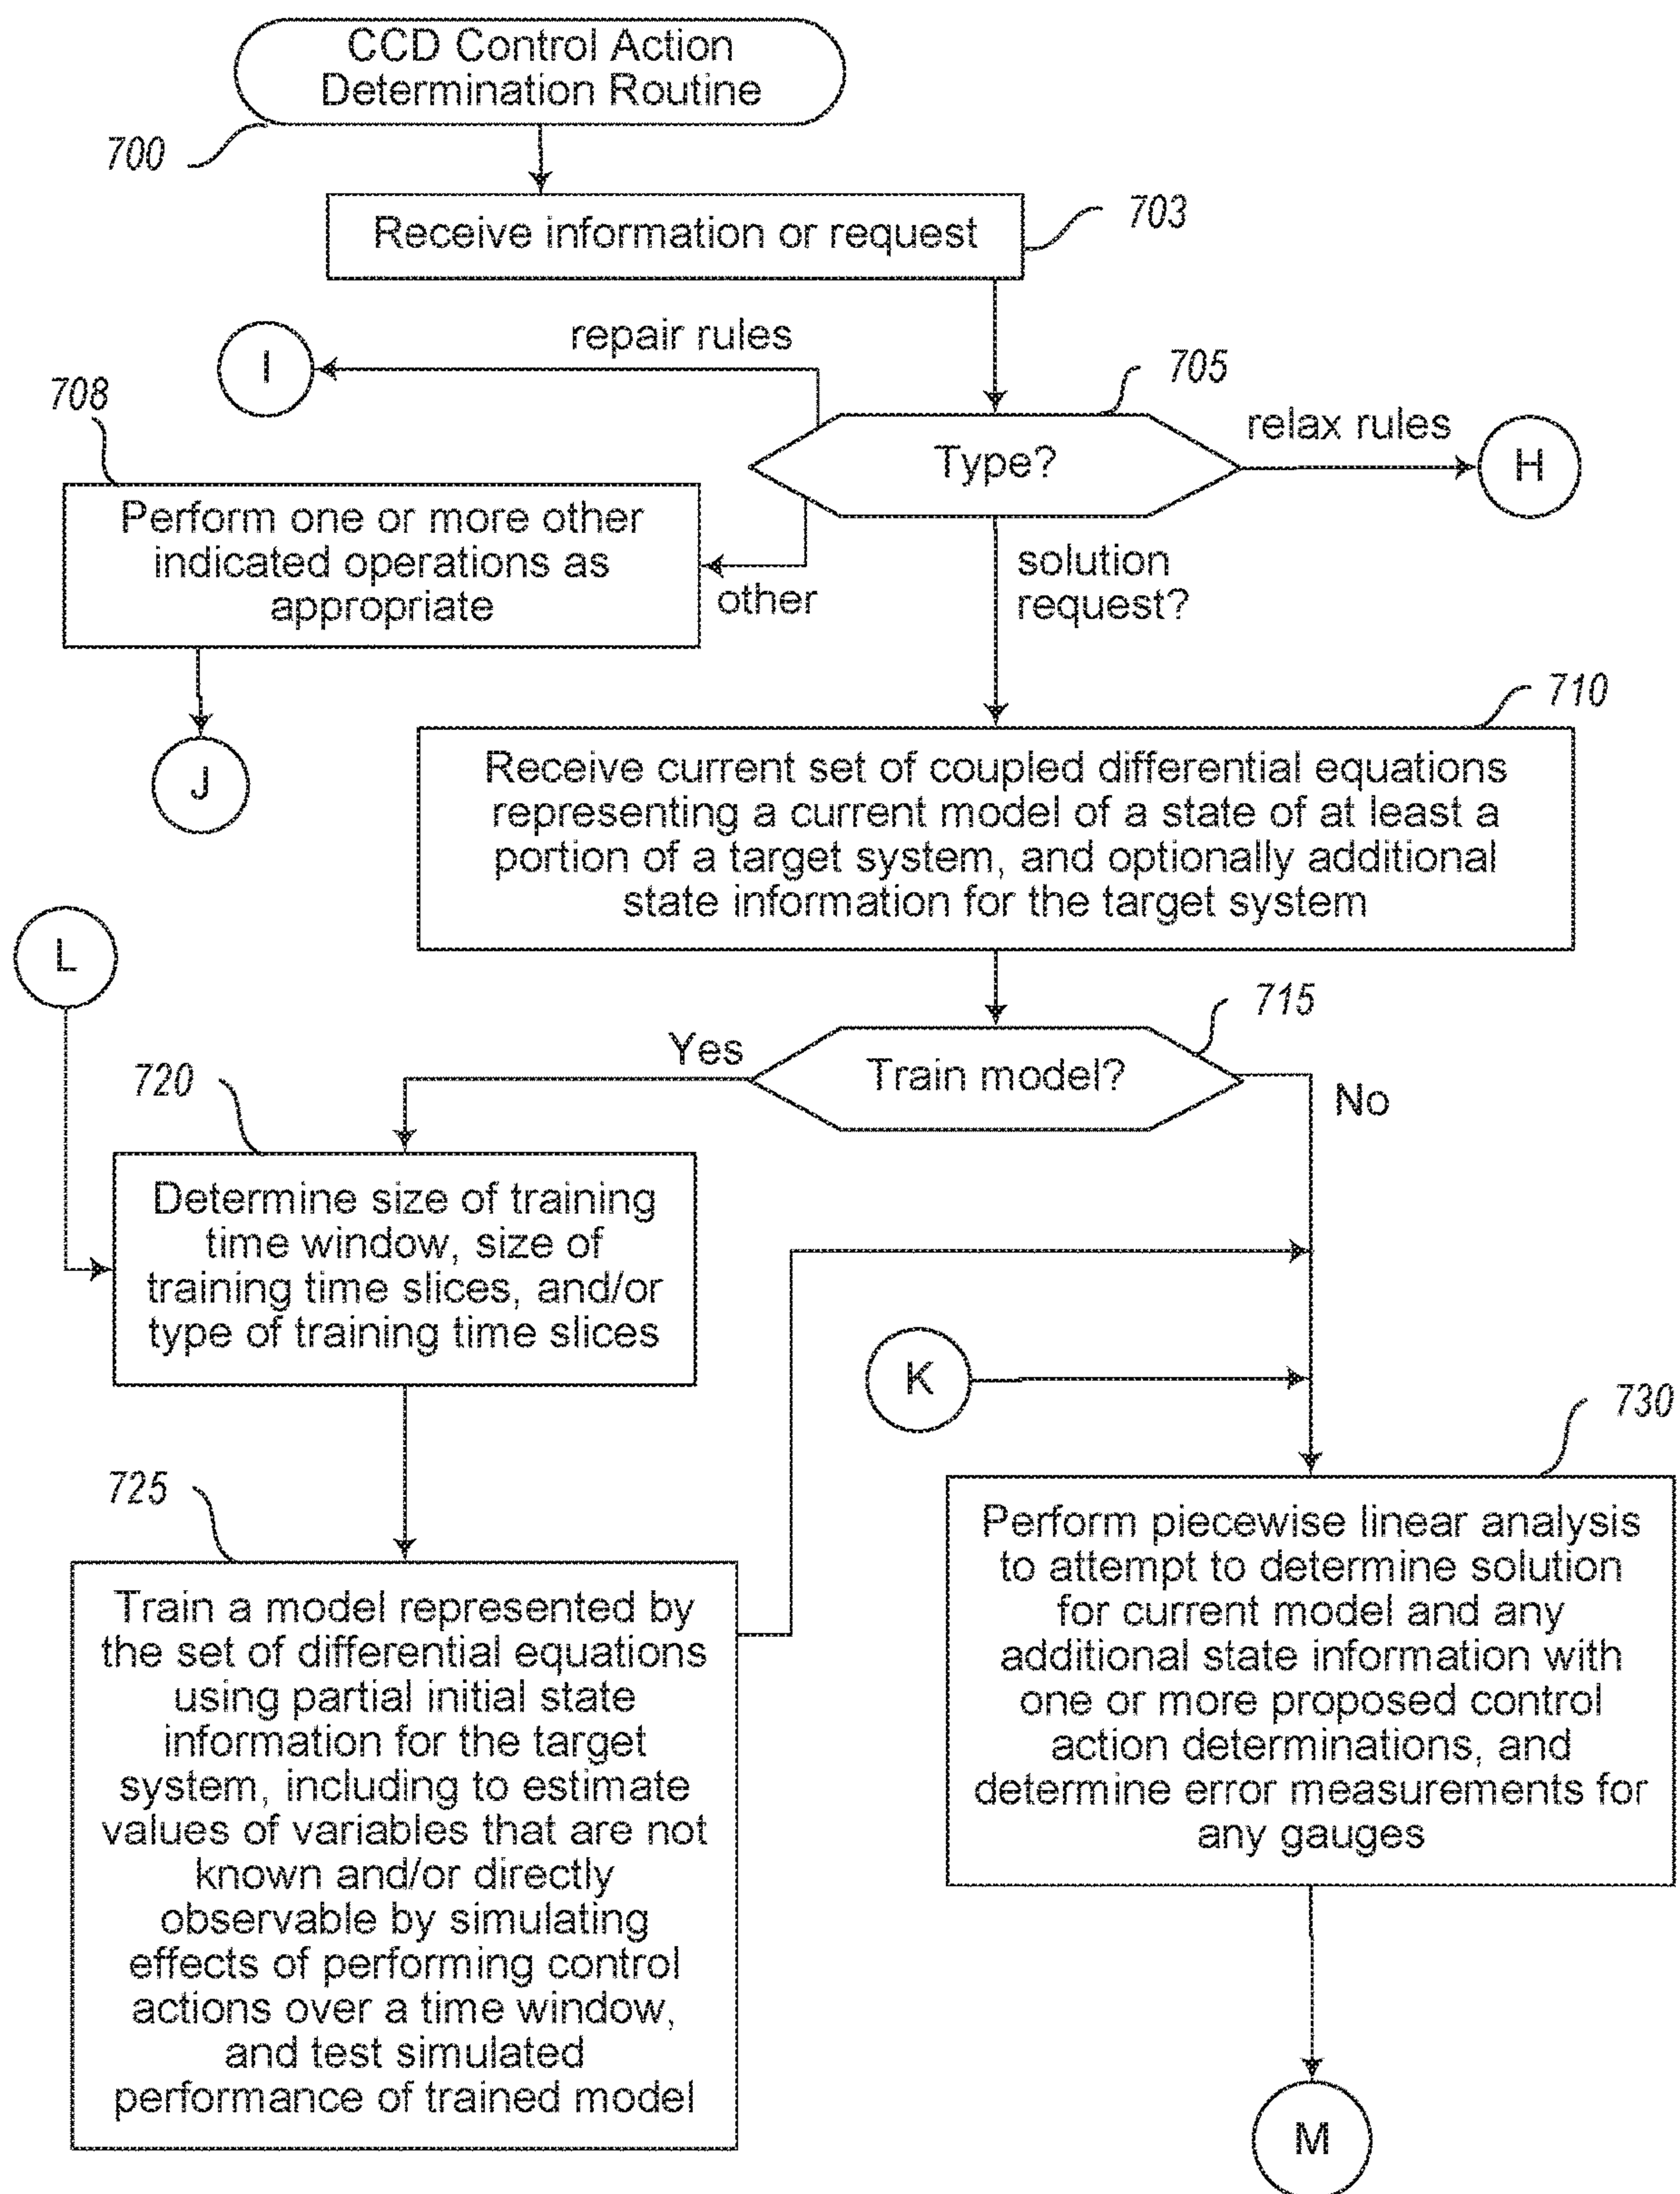 CCD Control Action
Determination Routine
700
Receive information or request
703
repair rules
I
705
708
Type?
relax rules
H
Perform one or more other
indicated operations as
appropriate
other
solution
request?
J
710
Receive current set of coupled differential equations
representing a current model of a state of at least a
portion of a target system, and optionally additional
state information for the target system
L
715
Yes
Train model?
No
720
Determine size of training
time window, size of
training time slices, and/or
type of training time slices
K
730
725
Perform piecewise linear analysis
to attempt to determine solution
for current model and any
additional state information with
one or more proposed control
action determinations, and
determine error measurements for
any gauges
Train a model represented by
the set of differential equations
using partial initial state
information for the target
system, including to estimate
values of variables that are not
known and/or directly
observable by simulating
effects of performing control
actions over a time window,
and test simulated
performance of trained model
M